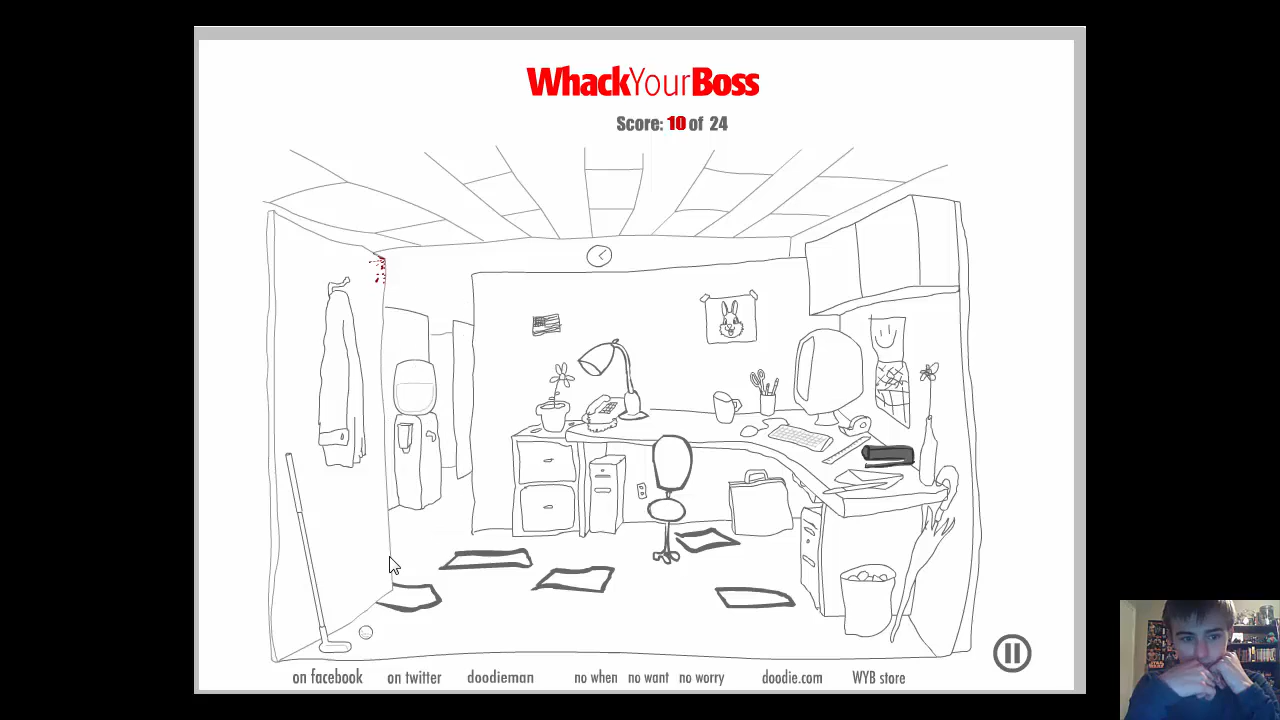 WhackYourBoss
Score: 10 of 24
on facebook on twitter doodieman no when no want no worry doodie.com WYB store